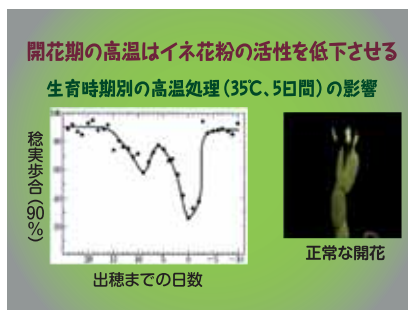 開花期の高温はイネ花粉の活性を低下させる
生育時期別の高温処理(35℃、5日間)の影響
稔実歩合(90%)
出穂までの日数
正常な開花